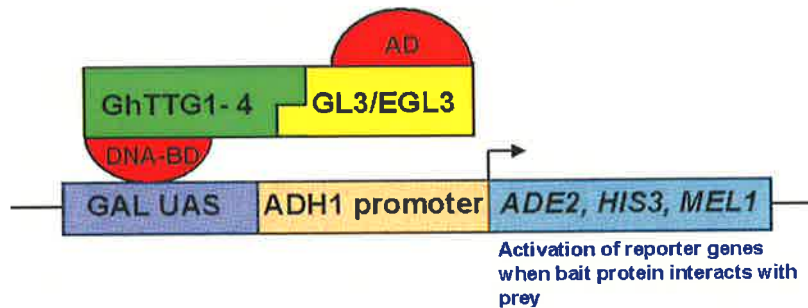 AD
GhTTG1-4
GL3/EGL3
DNA-BD
GAL UAS
ADH1 promoter
ADE2, HIS3, MEL1
Activation of reporter genes
when bait protein interacts with
prey